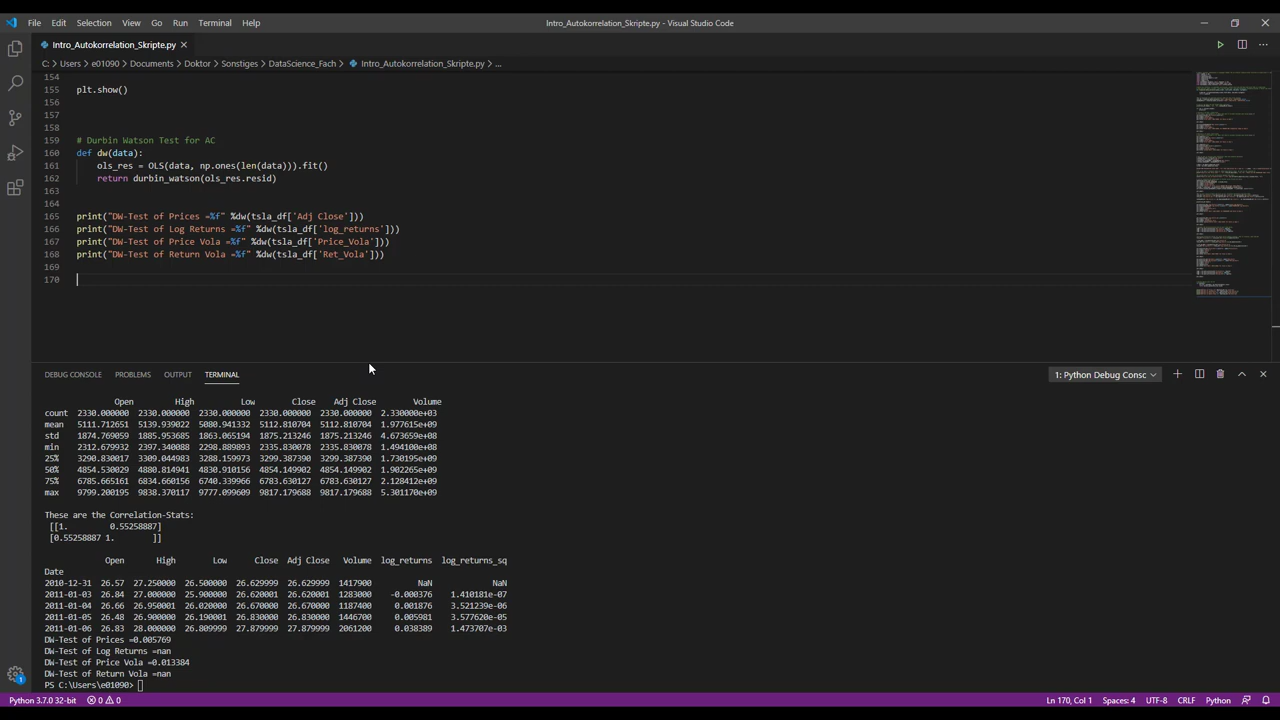 File Edit Selection View Go Run Terminal Help Intro_Autokorrelation_Skripte.py - Visual Studio Code
Intro_Autokorrelation_Skripte.py
C: > Users > e01090 > Documents > Doktor > Sonstiges > DataScience_Fach > Intro_Autokorrelation_Skripte.py > ...
154
155 plt.show()
156
157
158
159 # Durbin Watson Test for AC
160 def dw(data):
161 ols_res = OLS(data, np.ones(len(data))).fit()
162 return durbin_watson(ols_res.resid)
163
164
165 print("DW-Test of Prices =%f" %dw(tsla_df['Adj Close']))
166 print("DW-Test of Log Returns =%f" %dw(tsla_df['log_returns']))
167 print("DW-Test of Price Vola =%f" %dw(tsla_df['Price_Vola']))
168 print("DW-Test of Return Vola =%f" %dw(tsla_df['Ret_Vola']))
169
170
DEBUG CONSOLE PROBLEMS OUTPUT TERMINAL 1: Python Debug Consc
Open High Low Close Adj Close Volume
count 2330.000000 2330.000000 2330.000000 2330.000000 2330.000000 2.330000e+03
mean 5111.712651 5139.939022 5080.941332 5112.810704 5112.810704 1.977615e+09
std 1874.769058 1885.953685 1863.065194 1875.213246 1875.213246 4.673659e+08
min 2312.679932 2397.340088 2298.889893 2335.830078 2335.830078 1.494100e+08
25% 3290.830017 3300.044983 3288.159973 3299.387390 3299.387390 1.730195e+09
50% 4854.530029 4880.814941 4830.910156 4854.149902 4854.149902 1.902265e+09
75% 6785.665161 6834.660156 6740.339966 6783.630127 6783.630127 2.128412e+09
max 9799.200195 9838.370117 9777.099609 9817.179688 9817.179688 5.301170e+09
These are the Correlation-Stats:
[[1. 0.55258887]
[0.55258887 1. ]]
Open High Low Close Adj Close Volume log_returns log_returns_sq
Date
2010-12-31 26.57 27.250000 26.500000 26.629999 26.629999 1417900 NaN NaN
2011-01-03 26.84 27.000000 25.900000 26.620001 26.620001 1283000 -0.000376 1.410181e-07
2011-01-04 26.66 26.950001 26.020000 26.670000 26.670000 1187400 0.001876 3.521239e-06
2011-01-05 26.48 26.900000 26.190001 26.830000 26.830000 1446700 0.005981 3.577620e-05
2011-01-06 26.83 28.000000 26.809999 27.879999 27.879999 2061200 0.038389 1.473707e-03
DW-Test of Prices =0.005769
DW-Test of Log Returns =nan
DW-Test of Price Vola =0.013384
DW-Test of Return Vola =nan
PS C:\Users\e01090>
Python 3.7.0 32-bit 0 0 Ln 170, Col 1 Spaces: 4 UTF-8 CRLF Python